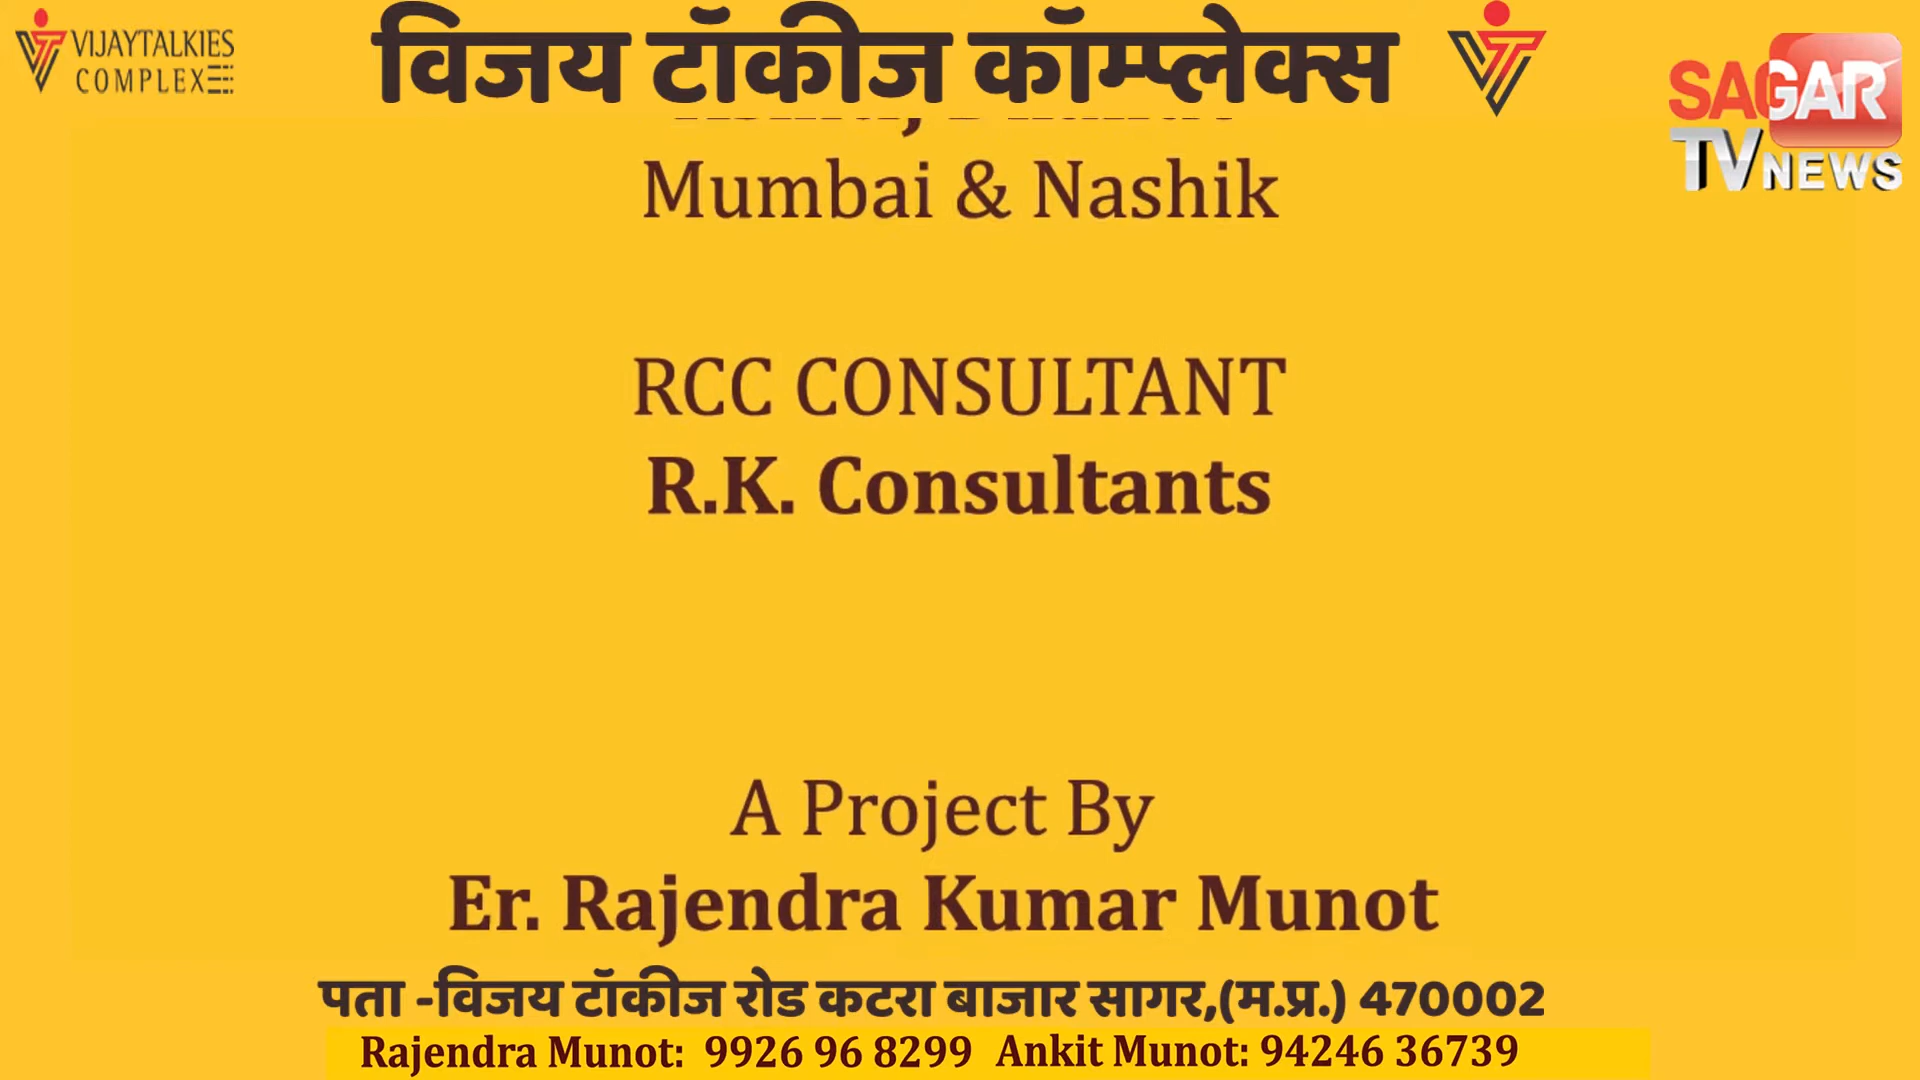 VIJAYTALKIES
COMPLEX
विजय टॉकीज कॉम्प्लेक्स
SAGAR
TV NEWS
Mumbai & Nashik
RCC CONSULTANT
R.K. Consultants
A Project By
Er. Rajendra Kumar Munot
पता -विजय टॉकीज रोड कटरा बाजार सागर,(म.प्र.) 470002
Rajendra Munot: 9926 96 8299 Ankit Munot: 94246 36739